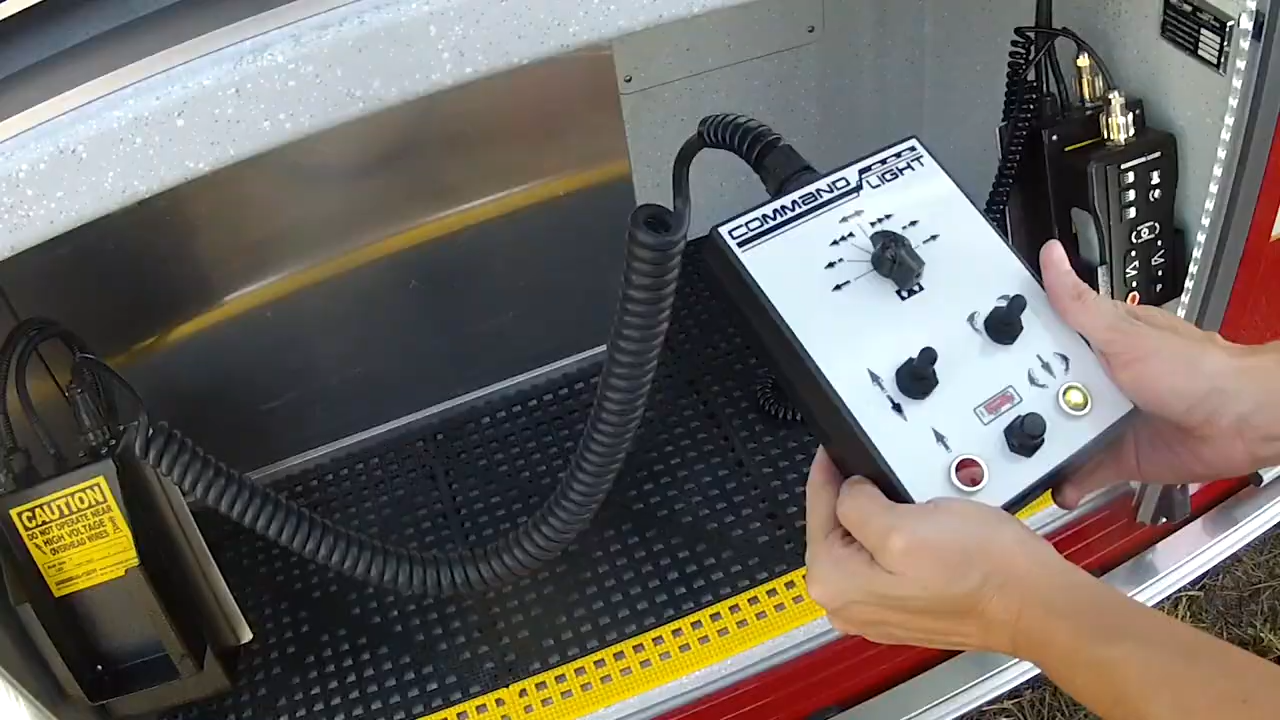 COMMAND LIGHT
CAUTION
DO NOT OPERATE NEAR
HIGH VOLTAGE
OVERHEAD WIRES